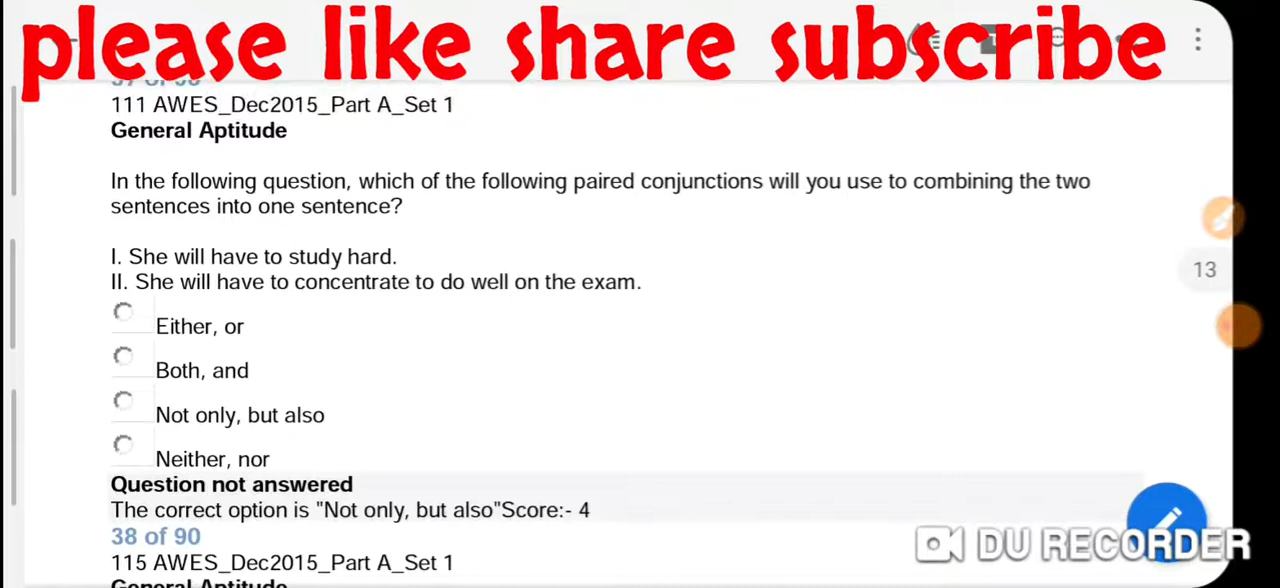 please like share subscribe
111 AWES_Dec2015_Part A_Set 1
General Aptitude
In the following question, which of the following paired conjunctions will you use to combining the two
sentences into one sentence?
I. She will have to study hard.
II. She will have to concentrate to do well on the exam.
13
Either, or
Both, and
Not only, but also
Neither, nor
Question not answered
The correct option is "Not only, but also"Score:- 4
38 of 90
DU RECORDER
115 AWES_Dec2015_Part A_Set 1
General Aptitude